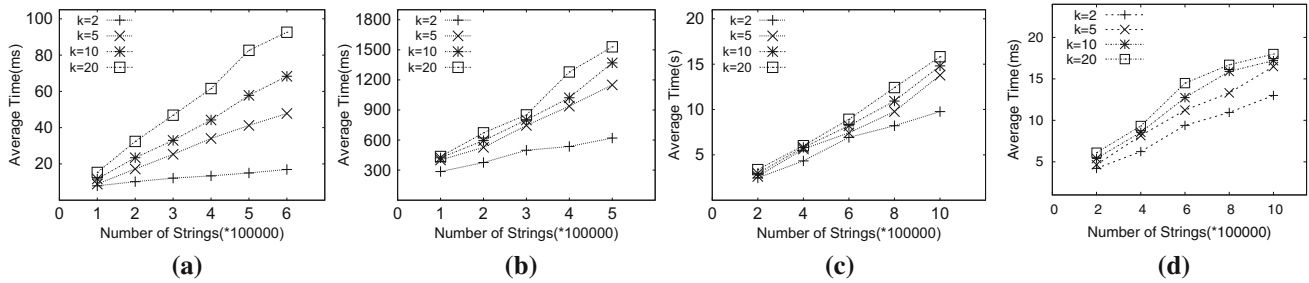 100
80
60
40
20
0
1
2
3
4
5
6
k=2
k=5
k=10
k=20
Average Time(ms)
Number of Strings(*100000)
(a)
1800
1500
1200
900
600
300
0
1
2
3
4
5
k=2
k=5
k=10
k=20
Average Time(ms)
Number of Strings(*100000)
(b)
20
15
10
5
0
2
4
6
8
10
k=2
k=5
k=10
k=20
Average Time(s)
Number of Strings(*100000)
(c)
20
15
10
5
0
0
2
4
6
8
10
k=2
k=5
k=10
k=20
Average Time(ms)
Number of Strings(*100000)
(d)